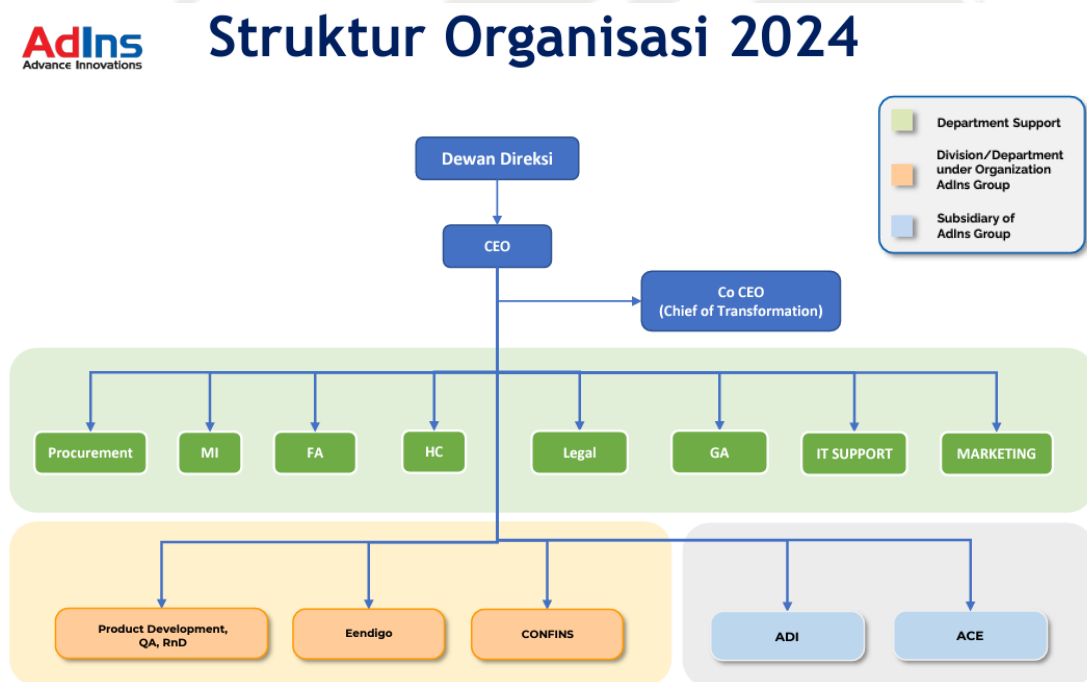 AdIns
Advance Innovations
Struktur Organisasi 2024
Department Support
Division/Department
under Organization
AdIns Group
Subsidiary of
AdIns Group
Dewan Direksi
CEO
Co CEO
(Chief of Transformation)
Procurement
MI
FA
HC
Legal
GA
IT SUPPORT
MARKETING
Product Development,
QA, RnD
Eendigo
CONFINS
ADI
ACE